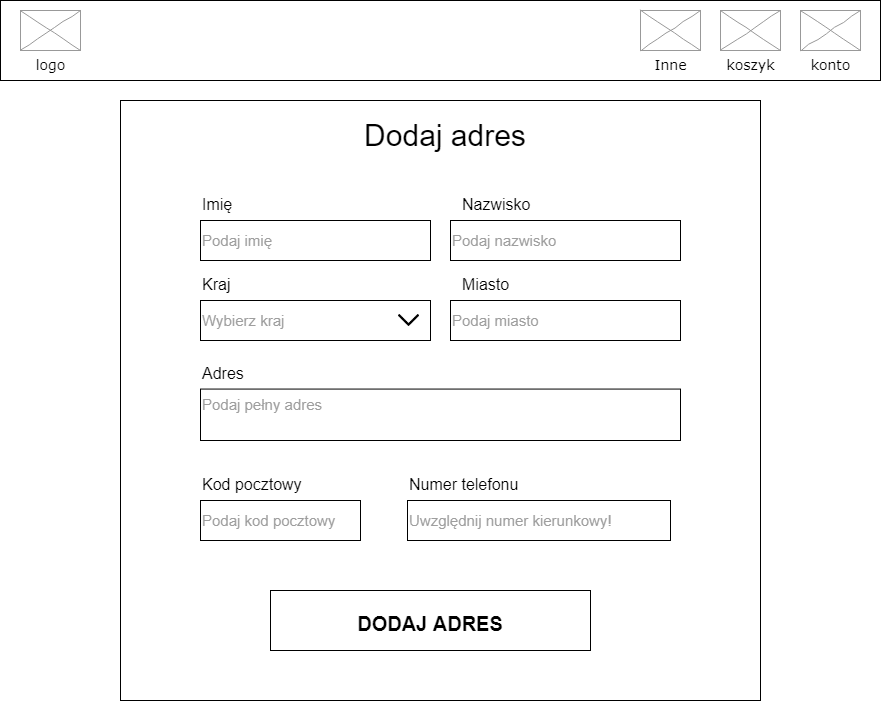 logo
Inne
koszyk
konto
Dodaj adres
Imię
Nazwisko
Podaj imię
Podaj nazwisko
Kraj
Miasto
Wybierz kraj
Podaj miasto
Adres
Podaj pełny adres
Kod pocztowy
Numer telefonu
Podaj kod pocztowy
Uwzględnij numer kierunkowy!
DODAJ ADRES